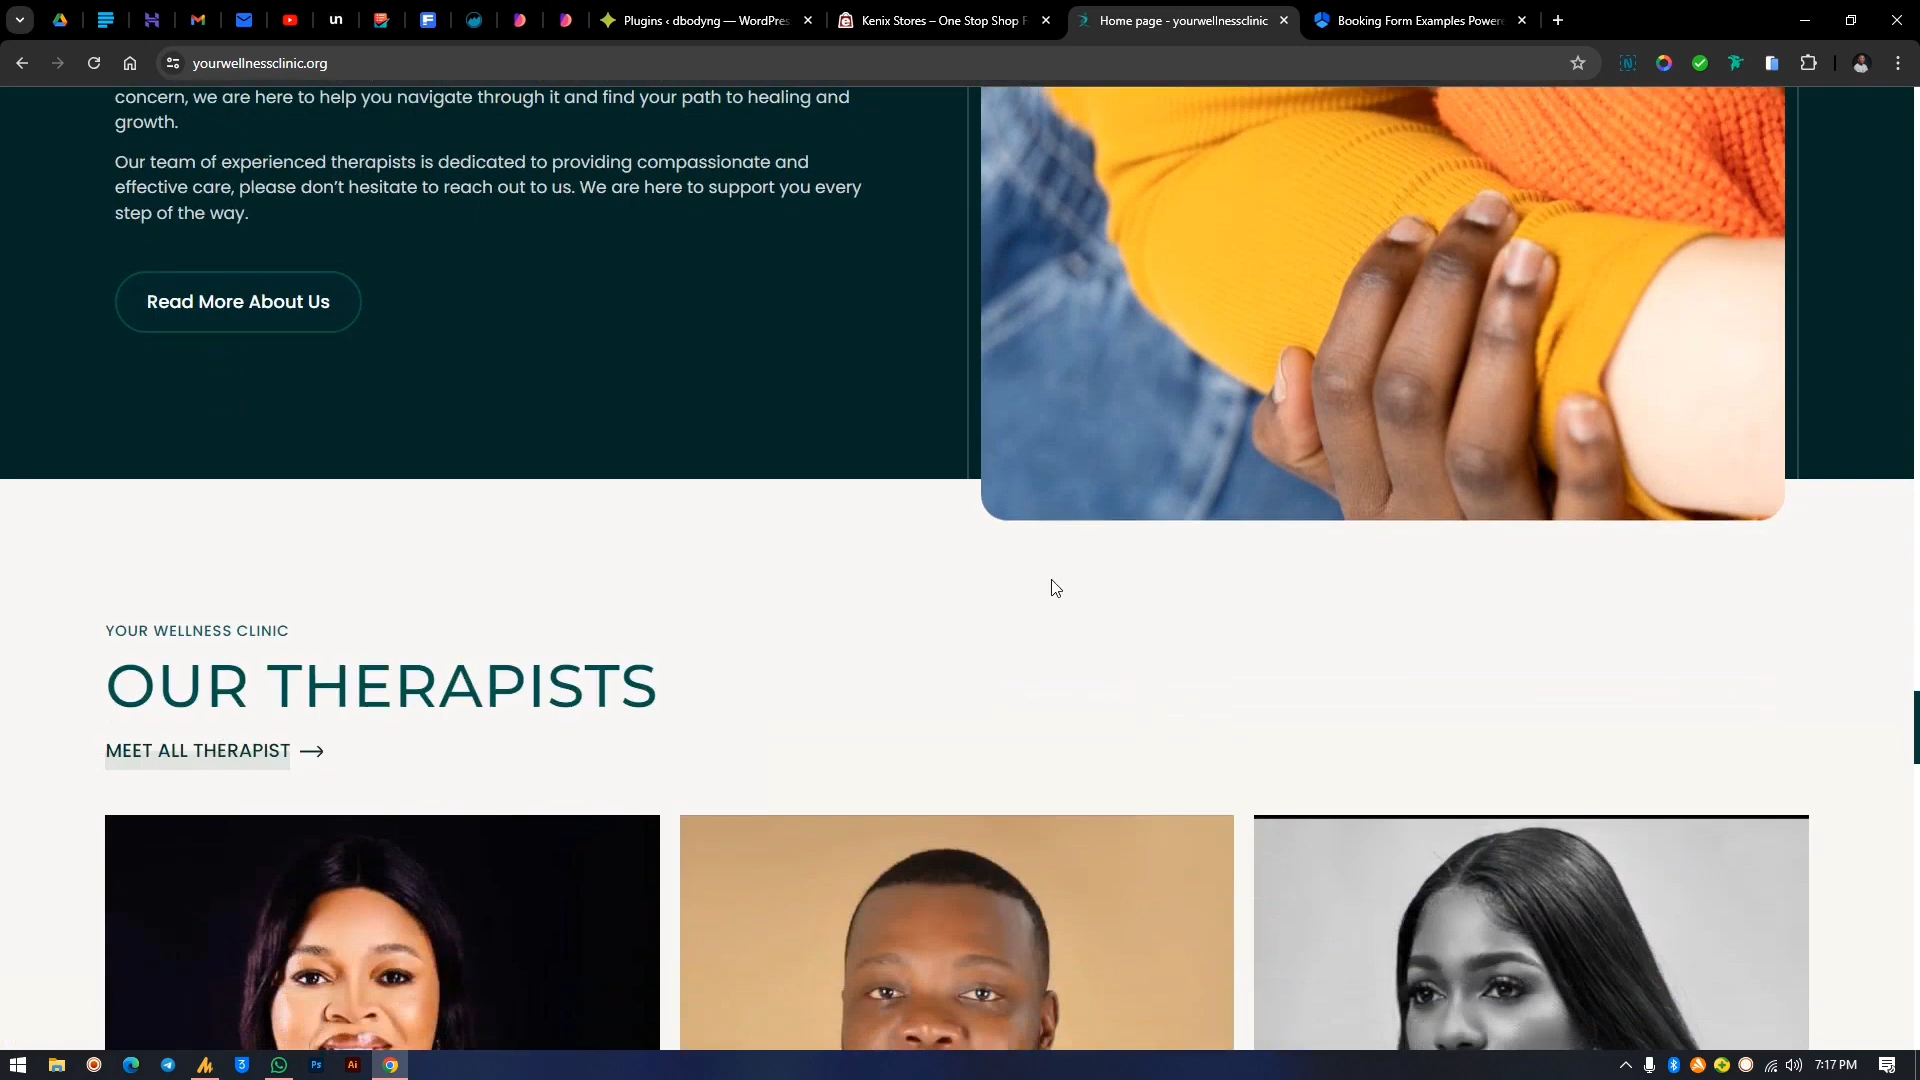 Plugins ‹ dbodyng — WordPres
Kenix Stores – One Stop Shop F
Home page - yourwellnessclinic
Booking Form Examples Powere
yourwellnessclinic.org
concern, we are here to help you navigate through it and find your path to healing and
growth.
Our team of experienced therapists is dedicated to providing compassionate and
effective care, please don’t hesitate to reach out to us. We are here to support you every
step of the way.
Read More About Us
YOUR WELLNESS CLINIC
OUR THERAPISTS
MEET ALL THERAPIST
7:17 PM